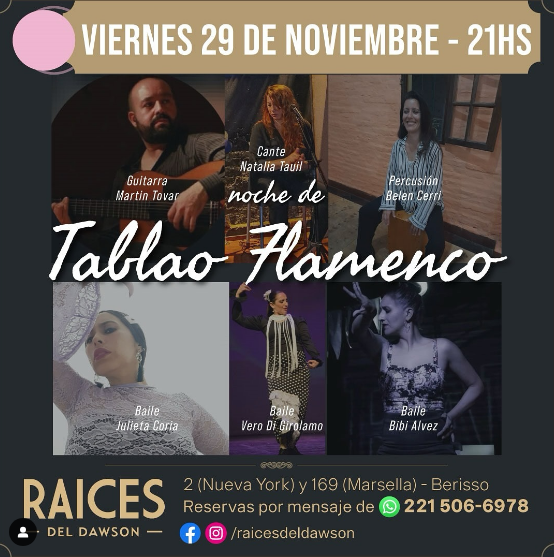 VIERNES 29 DE NOVIEMBRE - 21HS
Guitarra
Martin Tovar
Cante
Natalia Tauil
Percusión
Belen Cerri
noche de
Tablao Flamenco
Baile
Julieta Coria
Baile
Vero Di Girolamo
Baile
Bibi Alvez
RAICES
DEL DAWSON
2 (Nueva York) y 169 (Marsella) - Berisso
Reservas por mensaje de 221 506-6978
/raicesdeldawson